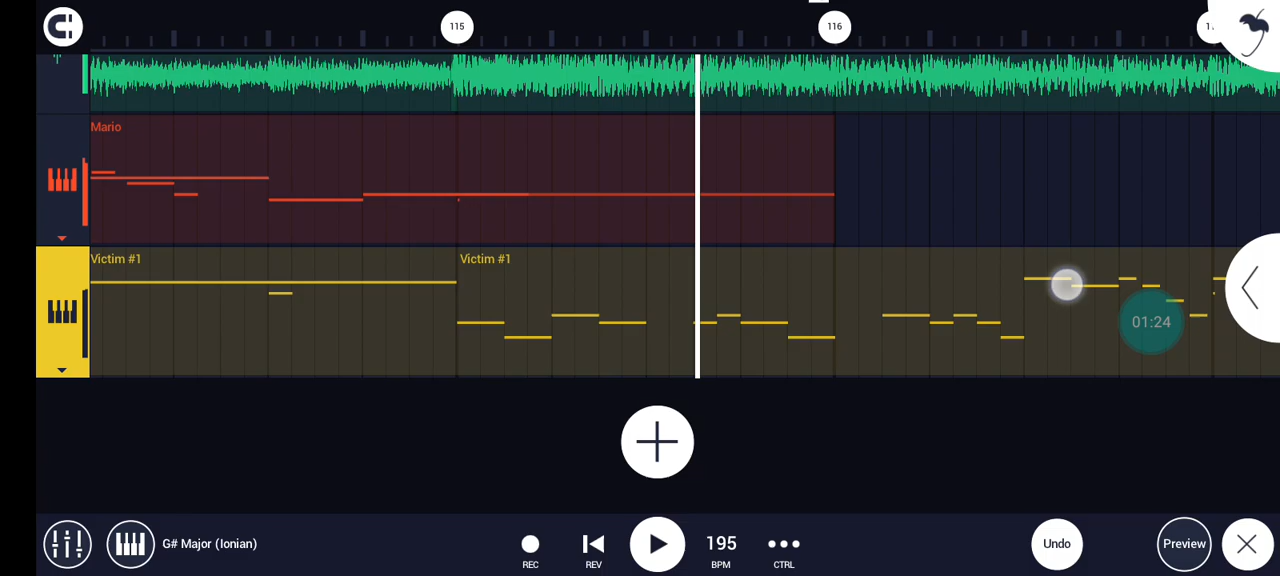 115
116
Mario
Victim #1
Victim #1
01:24
G# Major (Ionian)
REC
REV
195
BPM
CTRL
Undo
Preview